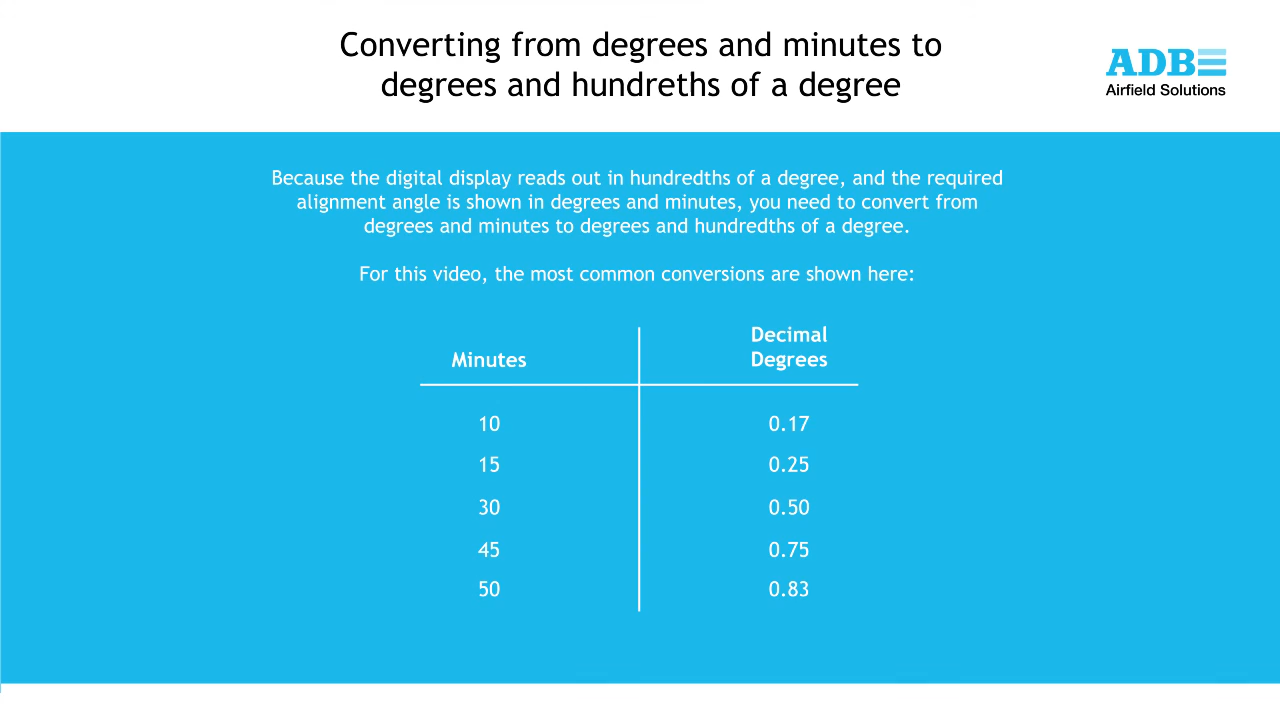 Converting from degrees and minutes to
degrees and hundreths of a degree
ADB
Airfield Solutions
Because the digital display reads out in hundredths of a degree, and the required
alignment angle is shown in degrees and minutes, you need to convert from
degrees and minutes to degrees and hundredths of a degree.
For this video, the most common conversions are shown here:
Minutes
Decimal
Degrees
10 0.17
15 0.25
30 0.50
45 0.75
50 0.83